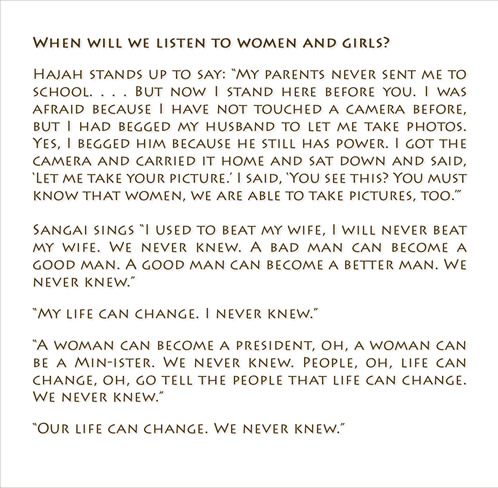 When will we listen to women and girls?
Hajah stands up to say: “My parents never sent me to
school. . . . But now I stand here before you. I was
afraid because I have not touched a camera before,
but I had begged my husband to let me take photos.
Yes, I begged him because he still has power. I got the
camera and carried it home and sat down and said,
‘Let me take your picture.’ I said, ‘You see this? You must
know that women, we are able to take pictures, too.’”
Sangai sings “I used to beat my wife, I will never beat
my wife. We never knew. A bad man can become a
good man. A good man can become a better man. We
never knew.”
“My life can change. I never knew.”
“A woman can become a president, oh, a woman can
be a Min-ister. We never knew. People, oh, life can
change, oh, go tell the people that life can change.
We never knew.”
“Our life can change. We never knew.”